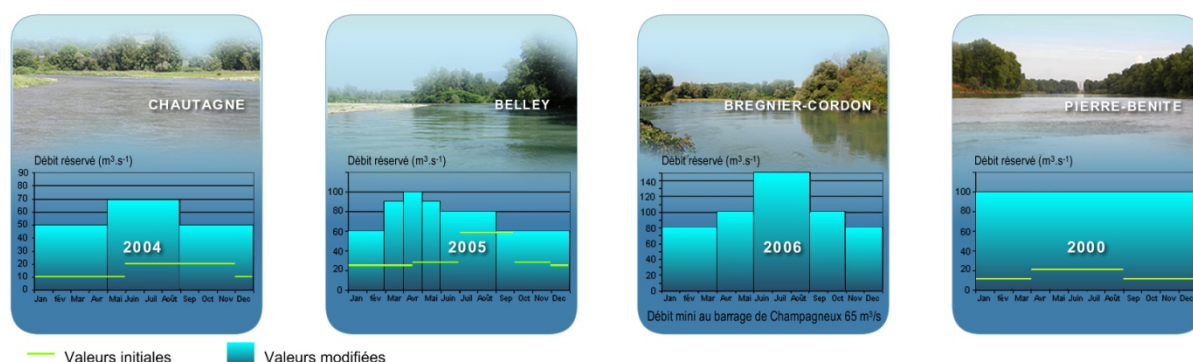 CHAUTAGNE
Débit réservé (m³.s⁻¹)
90
80
70
60
50
40
30
20
10
0
2004
Jan fév Mar Avr Mai Juin Juil Août Sep Oct Nov Dec
BELLEY
Débit réservé (m³.s⁻¹)
100
80
60
40
20
0
2005
Jan fév Mar Avr Mai Juin Juil Août Sep Oct Nov Dec
BREGNIER-CORDON
Débit réservé (m³.s⁻¹)
140
120
100
80
60
40
20
0
2006
Jan fév Mar Avr Mai Juin Juil Août Sep Oct Nov Dec
Débit mini au barrage de Champagneux 65 m³/s
PIERRE-BENITE
Débit réservé (m³.s⁻¹)
100
80
60
40
20
0
2000
Jan fév Mar Avr Mai Juin Juil Août Sep Oct Nov Dec
Valeurs initiales
Valeurs modifiées